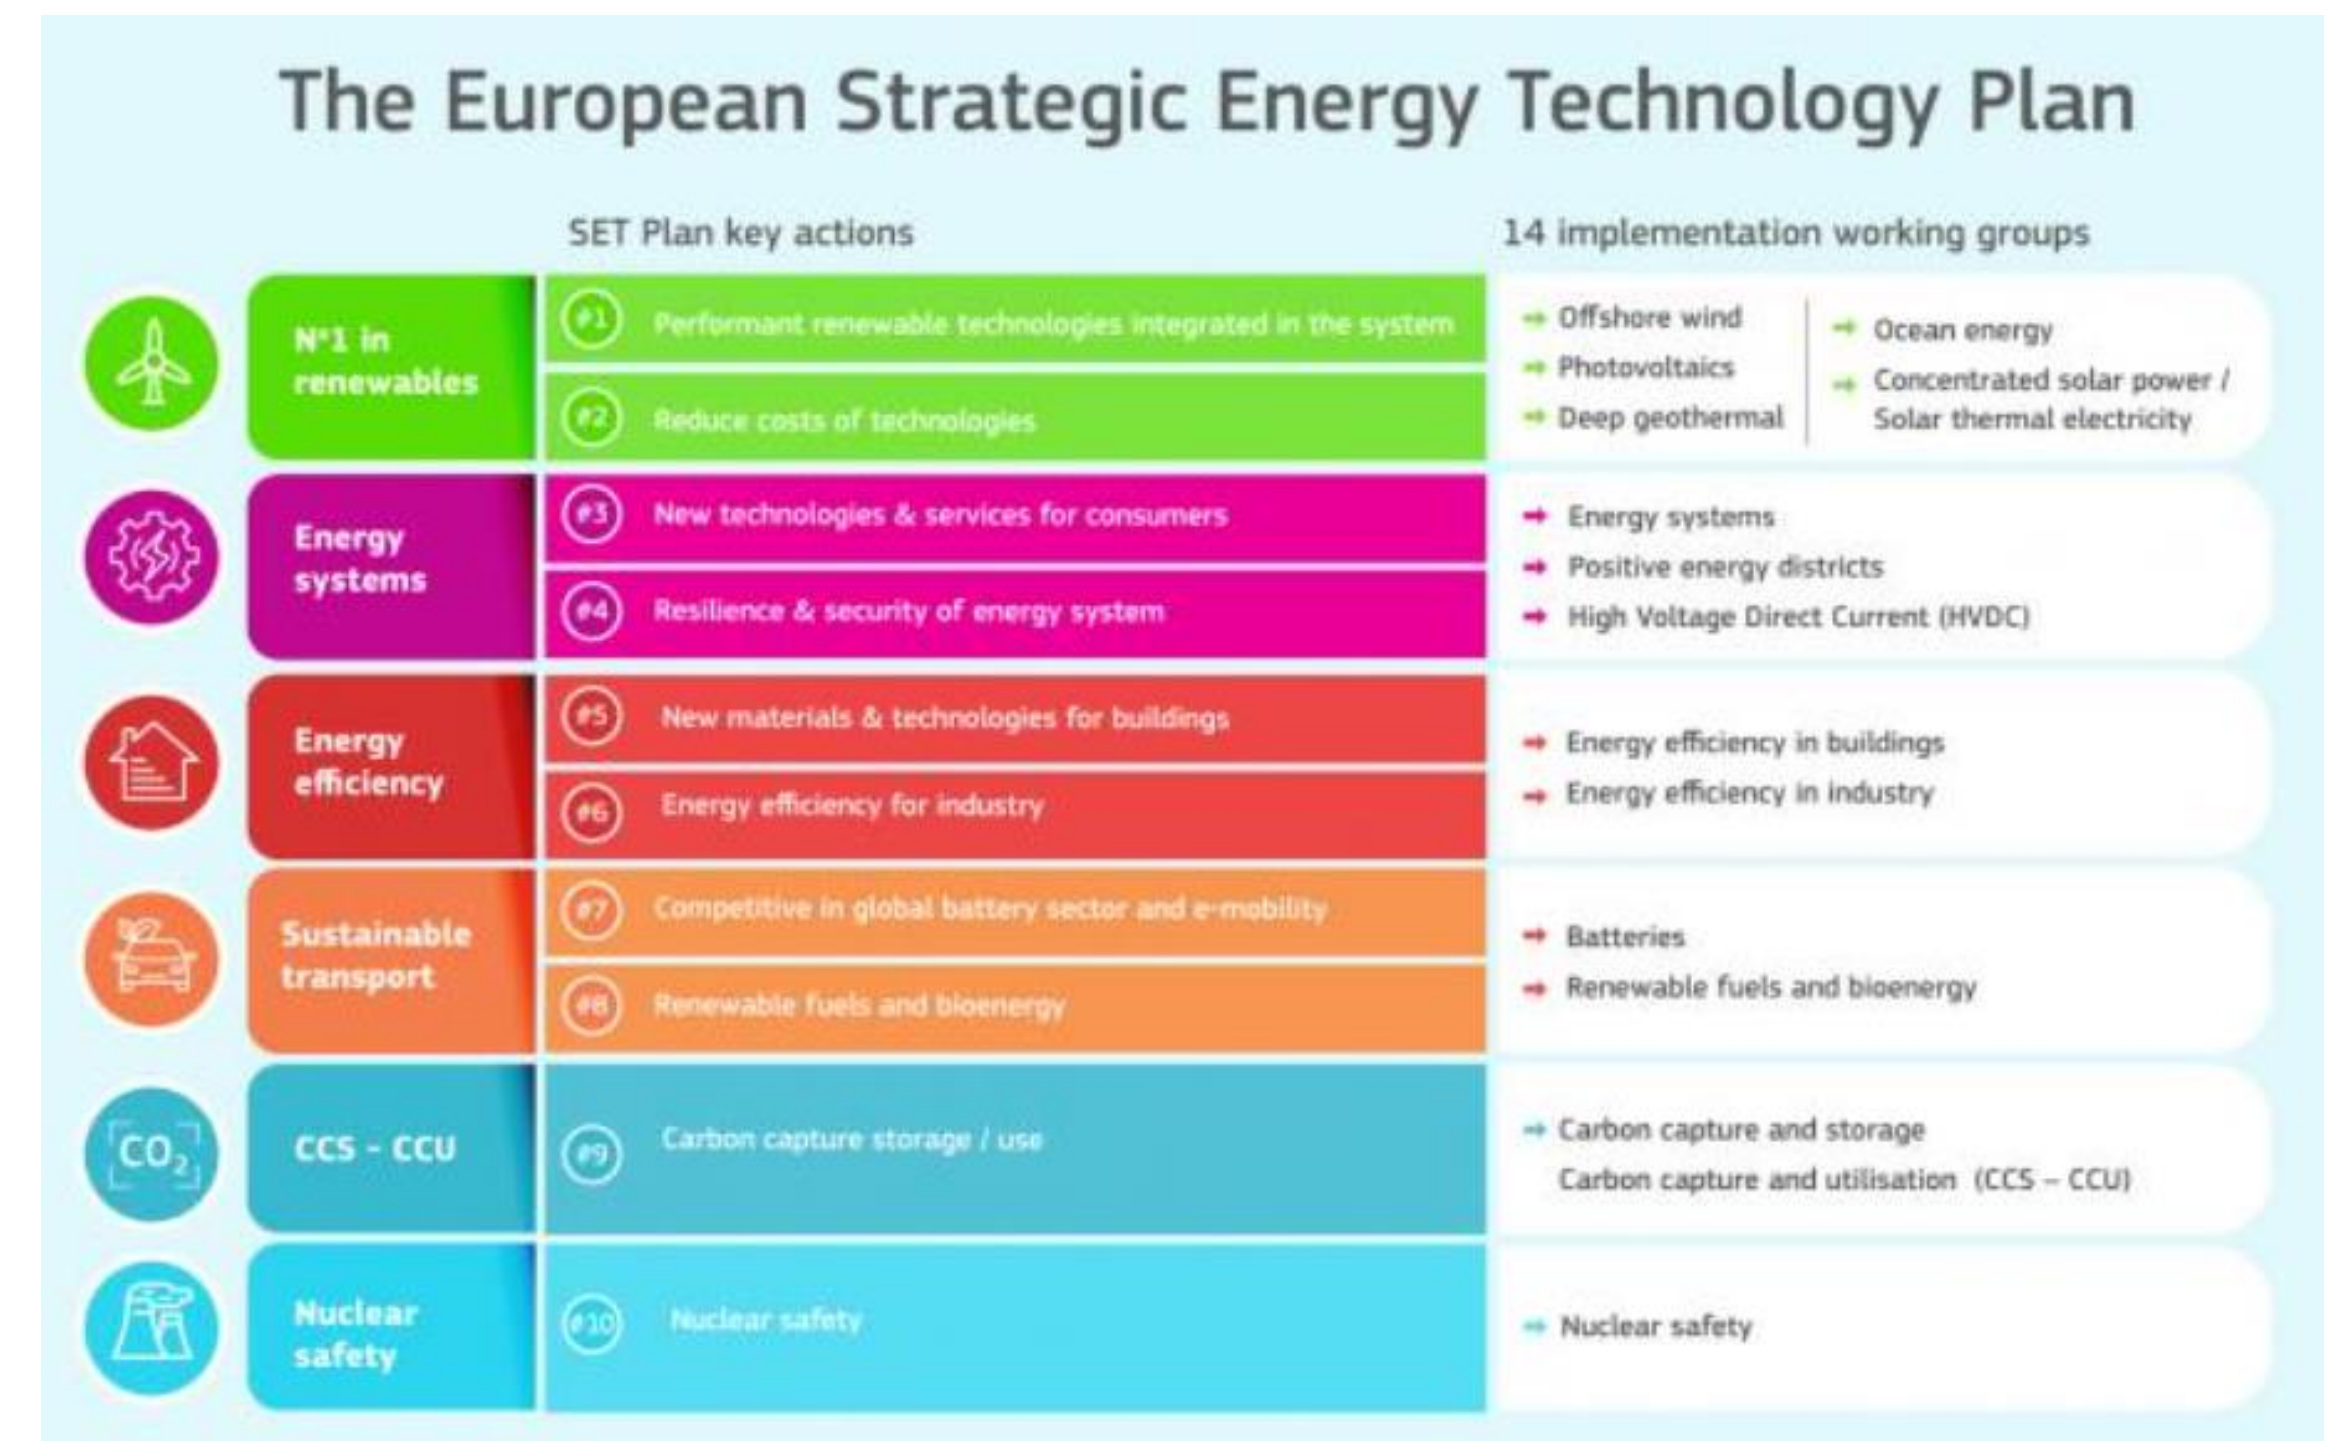 The European Strategic Energy Technology Plan
SET Plan key actions
14 implementation working groups
N°1 in
renewables
#1 Performant renewable technologies integrated in the system
#2 Reduce costs of technologies
Offshore wind
Photovoltaics
Deep geothermal
Ocean energy
Concentrated solar power /
Solar thermal electricity
Energy
systems
#3 New technologies & services for consumers
#4 Resilience & security of energy system
Energy systems
Positive energy districts
High Voltage Direct Current (HVDC)
Energy
efficiency
#5 New materials & technologies for buildings
#6 Energy efficiency for industry
Energy efficiency in buildings
Energy efficiency in industry
Sustainable
transport
#7 Competitive in global battery sector and e-mobility
#8 Renewable fuels and bioenergy
Batteries
Renewable fuels and bioenergy
CO₂
CCS - CCU
#9 Carbon capture storage / use
Carbon capture and storage
Carbon capture and utilisation (CCS – CCU)
Nuclear
safety
#10 Nuclear safety
Nuclear safety